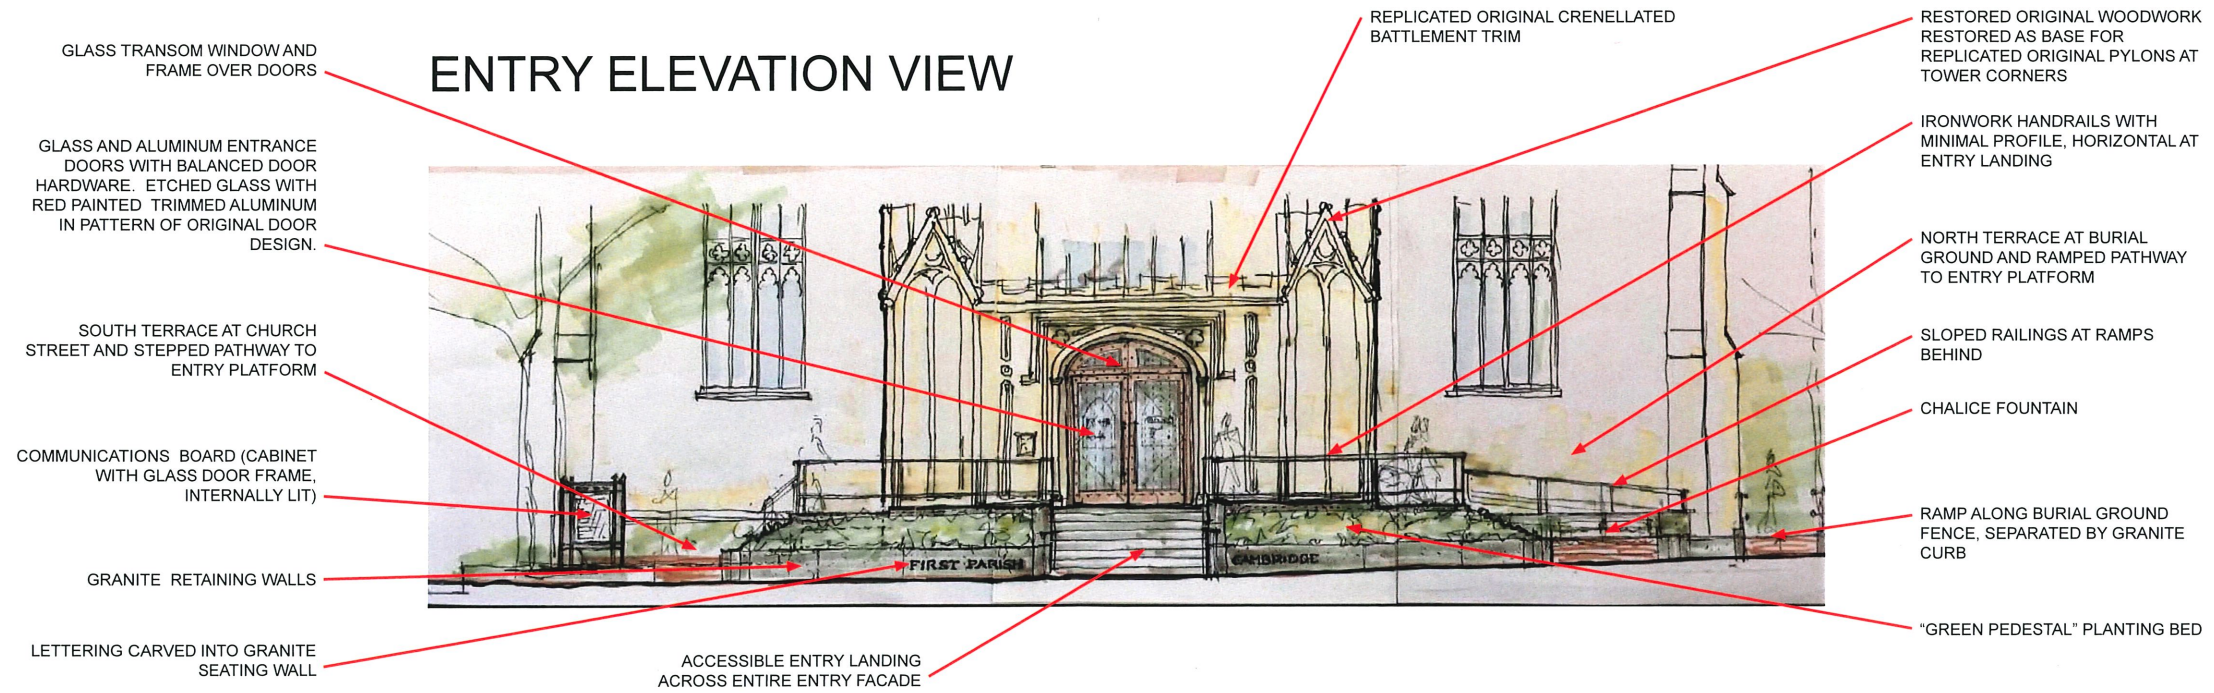 ENTRY ELEVATION VIEW
GLASS TRANSOM WINDOW AND
FRAME OVER DOORS
GLASS AND ALUMINUM ENTRANCE
DOORS WITH BALANCED DOOR
HARDWARE.  ETCHED GLASS WITH
RED PAINTED  TRIMMED ALUMINUM
IN PATTERN OF ORIGINAL DOOR
DESIGN.
SOUTH TERRACE AT CHURCH
STREET AND STEPPED PATHWAY TO
ENTRY PLATFORM
COMMUNICATIONS  BOARD (CABINET
WITH GLASS DOOR FRAME,
INTERNALLY LIT)
GRANITE  RETAINING WALLS
LETTERING CARVED INTO GRANITE
SEATING WALL
FIRST PARISH
CAMBRIDGE
ACCESSIBLE ENTRY LANDING
ACROSS ENTIRE ENTRY FACADE
REPLICATED ORIGINAL CRENELLATED
BATTLEMENT TRIM
RESTORED ORIGINAL WOODWORK
RESTORED AS BASE FOR
REPLICATED ORIGINAL PYLONS AT
TOWER CORNERS
IRONWORK HANDRAILS WITH
MINIMAL PROFILE, HORIZONTAL AT
ENTRY LANDING
NORTH TERRACE AT BURIAL
GROUND AND RAMPED PATHWAY
TO ENTRY PLATFORM
SLOPED RAILINGS AT RAMPS
BEHIND
CHALICE FOUNTAIN
RAMP ALONG BURIAL GROUND
FENCE, SEPARATED BY GRANITE
CURB
“GREEN PEDESTAL” PLANTING BED